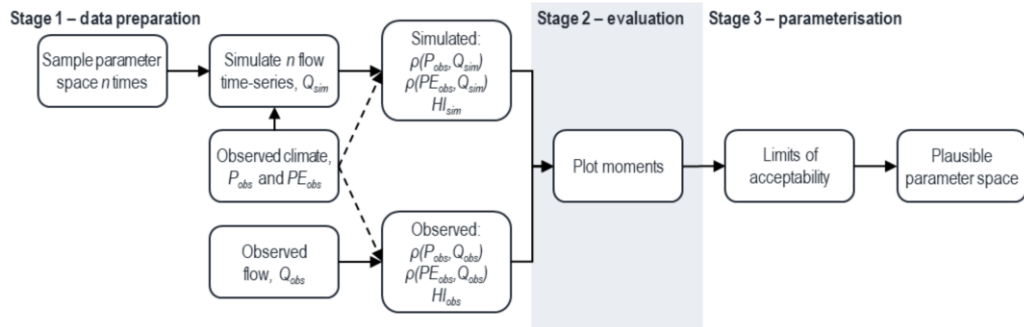 Stage 1 – data preparation
Sample parameter
space n times
Simulate n flow
time-series, Qsim
Observed climate,
Pobs and PEobs
Observed
flow, Qobs
Simulated:
ρ(Pobs,Qsim)
ρ(PEobs,Qsim)
HIsim
Observed:
ρ(Pobs,Qobs)
ρ(PEobs,Qobs)
HIobs
Stage 2 – evaluation
Plot moments
Stage 3 – parameterisation
Limits of
acceptability
Plausible
parameter space